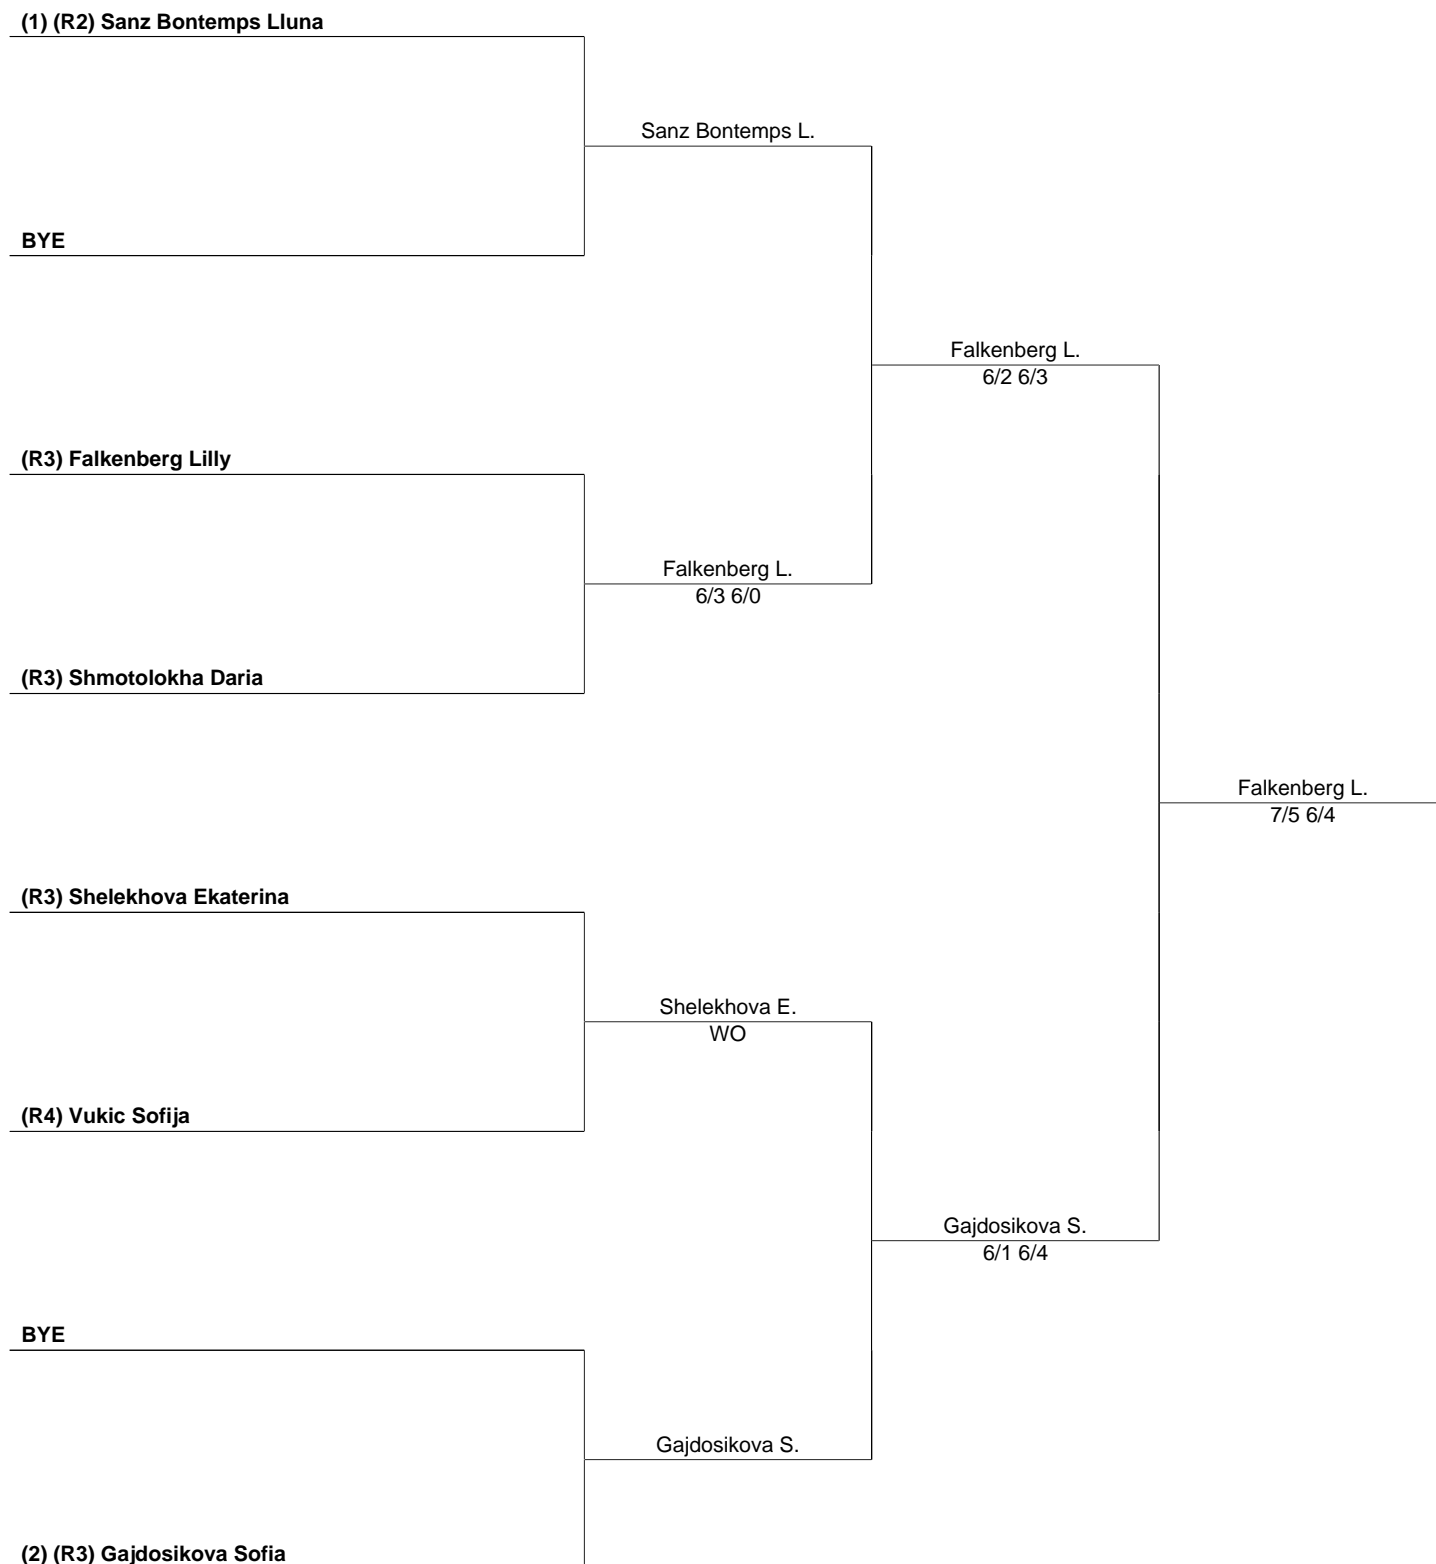 (1) (R2) Sanz Bontemps Lluna
Sanz Bontemps L.
BYE
Falkenberg L.
6/2 6/3
(R3) Falkenberg Lilly
Falkenberg L.
6/3 6/0
(R3) Shmotolokha Daria
Falkenberg L.
7/5 6/4
(R3) Shelekhova Ekaterina
Shelekhova E.
WO
(R4) Vukic Sofija
Gajdosikova S.
6/1 6/4
BYE
Gajdosikova S.
(2) (R3) Gajdosikova Sofia